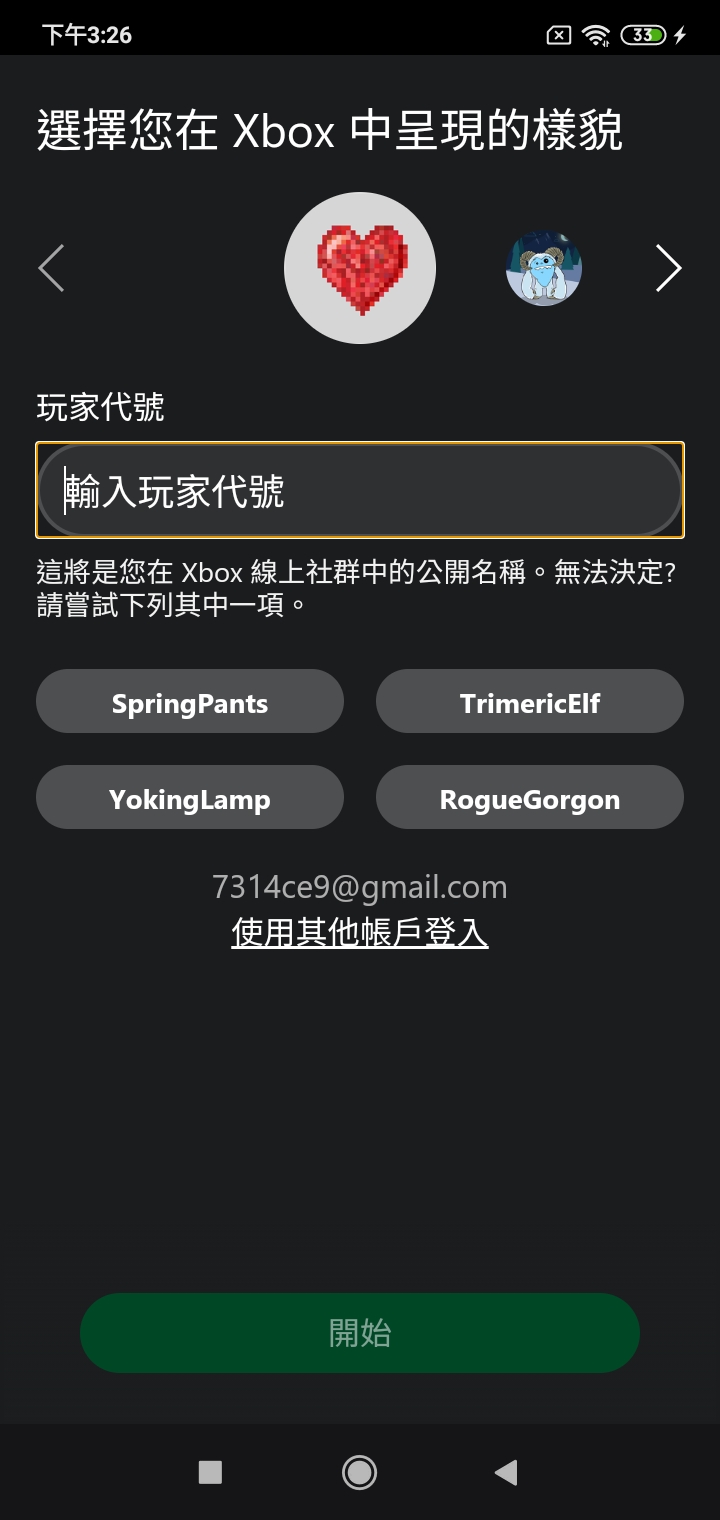 下午3:26
33
選擇您在 Xbox 中呈現的樣貌
玩家代號
輸入玩家代號
這將是您在 Xbox 線上社群中的公開名稱。無法決定?
請嘗試下列其中一項。
SpringPants
TrimericElf
YokingLamp
RogueGorgon
7314ce9@gmail.com
使用其他帳戶登入
開始